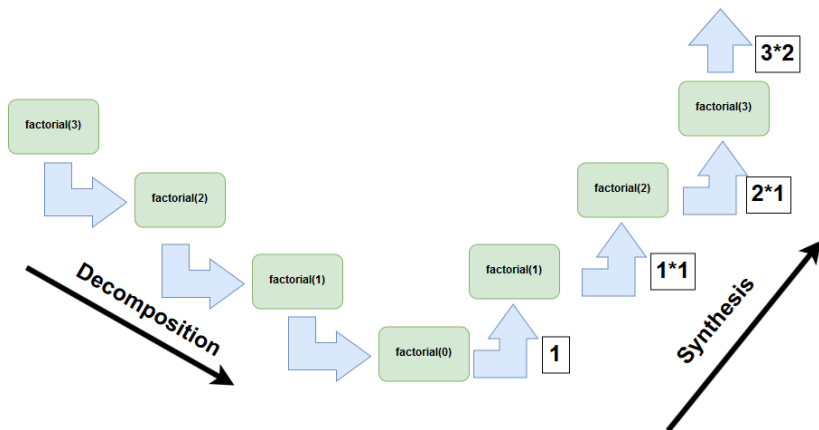 factorial(3)
factorial(2)
factorial(1)
factorial(0)
Decomposition
1
factorial(1)
1*1
factorial(2)
2*1
factorial(3)
3*2
Synthesis